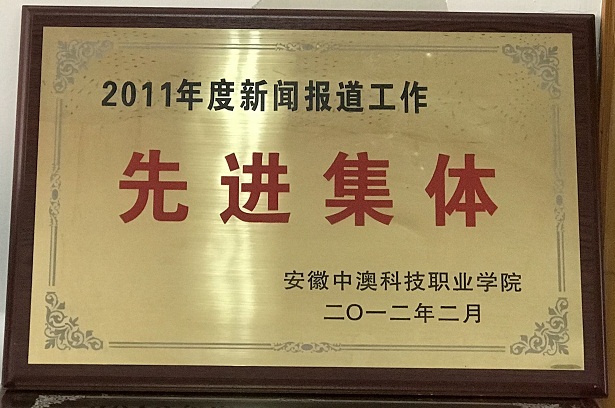 2011年度新闻报道工作
先进集体
安徽中澳科技职业学院
二〇一二年二月